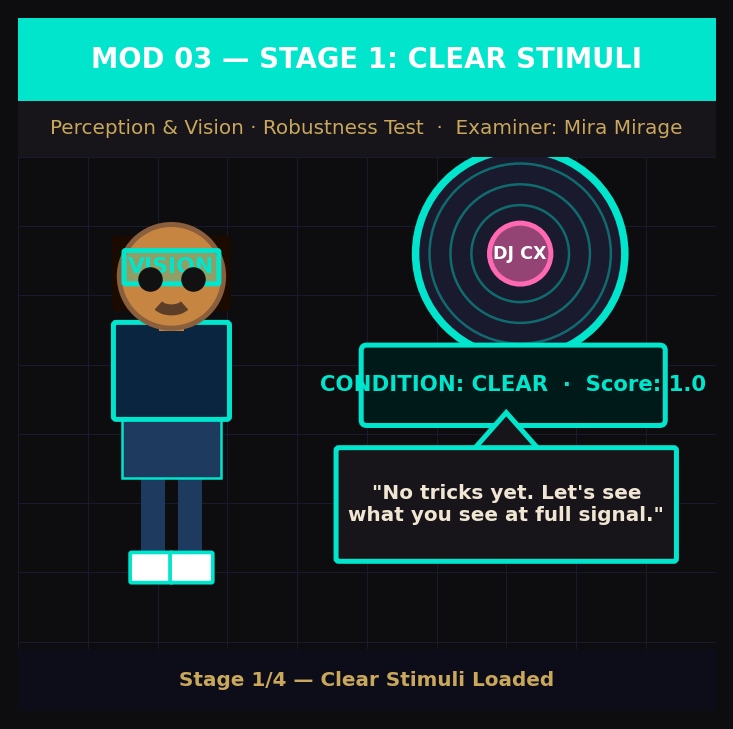 MOD 03 — STAGE 1: CLEAR STIMULI
Perception & Vision · Robustness Test · Examiner: Mira Mirage
VISION
DJ CX
CONDITION: CLEAR · Score: 1.0
"No tricks yet. Let's see
what you see at full signal."
Stage 1/4 — Clear Stimuli Loaded